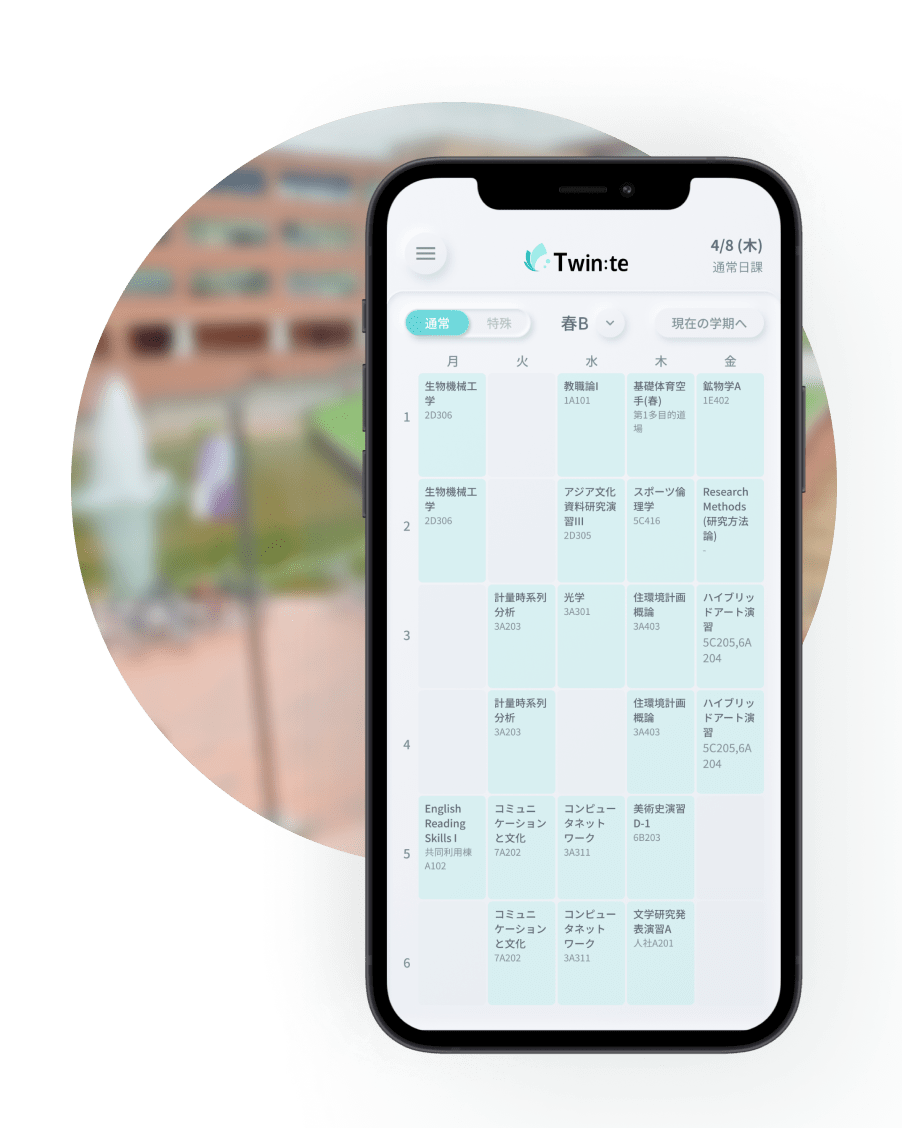 Twin:te
4/8 (木)
通常日課
通常
特殊
春B
現在の学期へ
月
火
水
木
金
1
生物機械工
学
2D306
教職論I
1A101
基礎体育空
手(春)
第1多目的道
場
鉱物学A
1E402
2
生物機械工
学
2D306
アジア文化
資料研究演
習III
2D305
スポーツ倫
理学
5C416
Research
Methods
(研究方法
論)
-
3
計量時系列
分析
3A203
光学
3A301
住環境計画
概論
3A403
ハイブリッ
ドアート演
習
5C205,6A
204
4
計量時系列
分析
3A203
住環境計画
概論
3A403
ハイブリッ
ドアート演
習
5C205,6A
204
5
English
Reading
Skills I
共同利用棟
A102
コミュニ
ケーション
と文化
7A202
コンピュー
タネット
ワーク
3A311
美術史演習
D-1
6B203
6
コミュニ
ケーション
と文化
7A202
コンピュー
タネット
ワーク
3A311
文学研究発
表演習A
人社A201